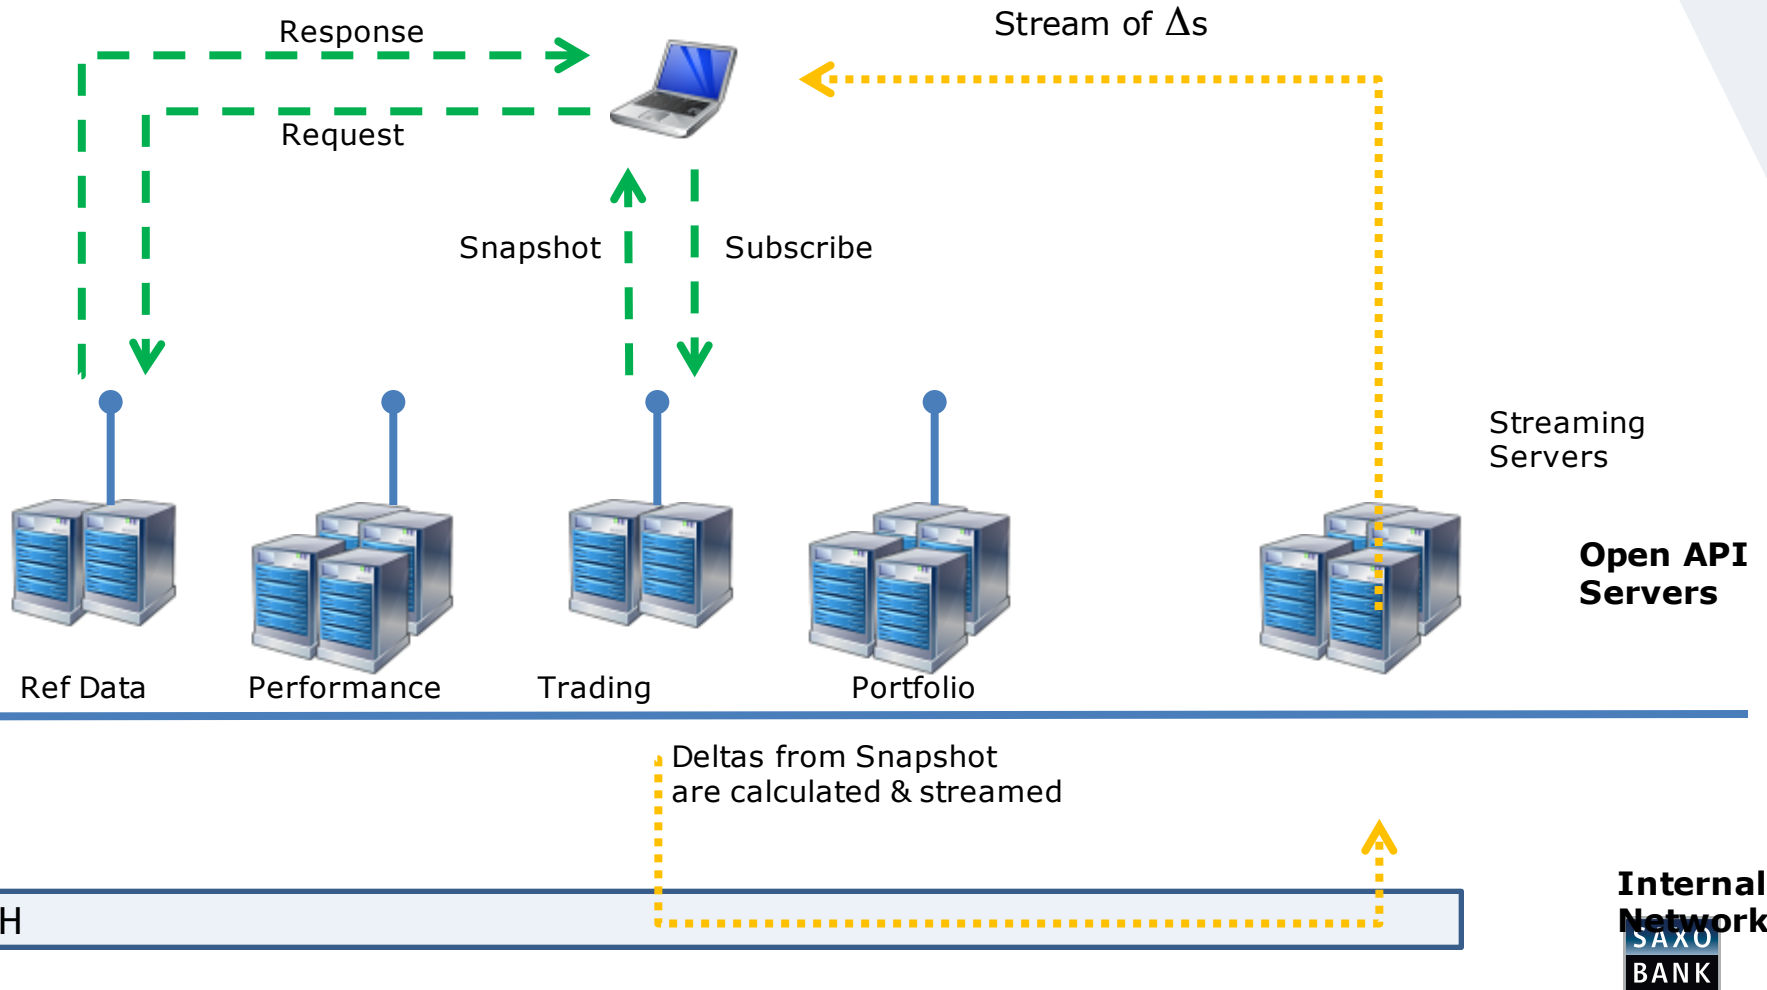 Stream of Δs
Response
Request
Snapshot
Subscribe
Streaming
Servers
Open API
Servers
Ref Data
Performance
Trading
Portfolio
Deltas from Snapshot
are calculated & streamed
Internal
Network
H
SAXO
BANK